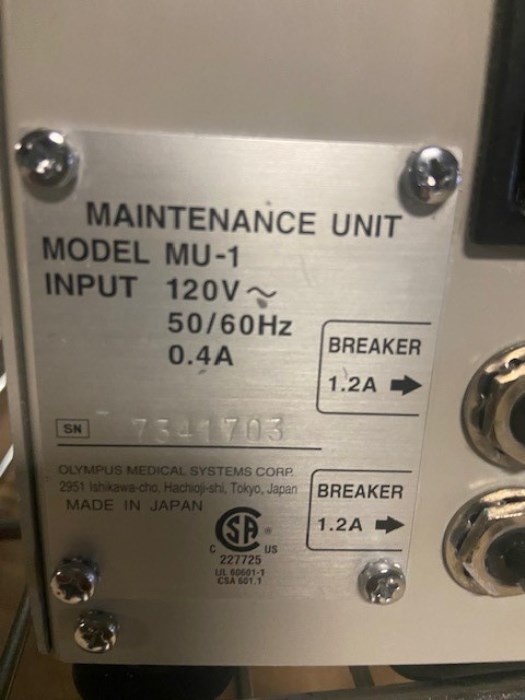 MAINTENANCE UNIT
MODEL MU-1
INPUT 120V ~
50/60Hz
0.4A
BREAKER
1.2A ➡
SN 7341703
OLYMPUS MEDICAL SYSTEMS CORP.
2951 Ishikawa-cho, Hachioji-shi, Tokyo, Japan
MADE IN JAPAN
BREAKER
1.2A ➡
C SA ® US
227725
UL 60601-1
CSA 601.1